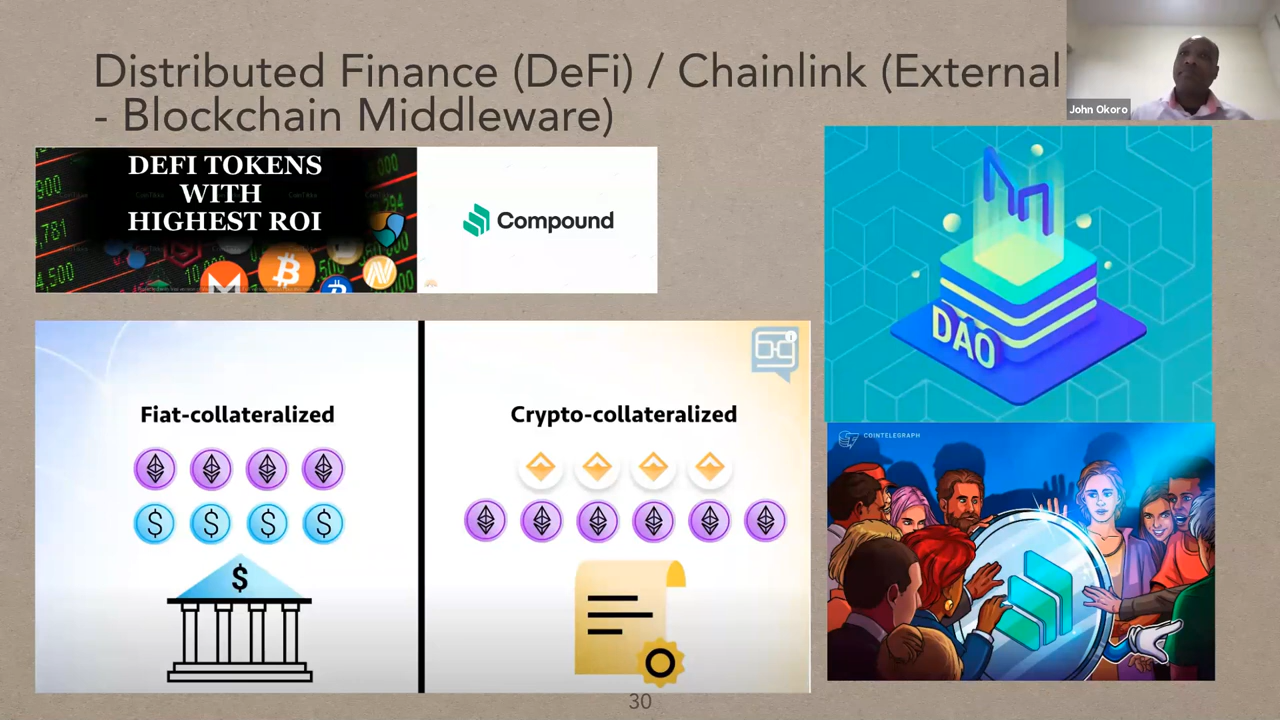 Distributed Finance (DeFi) / Chainlink (External
- Blockchain Middleware)
John Okoro
DEFI TOKENS
WITH
HIGHEST ROI
Compound
DAO
Fiat-collateralized
Crypto-collateralized
COINTELEGRAPH
30